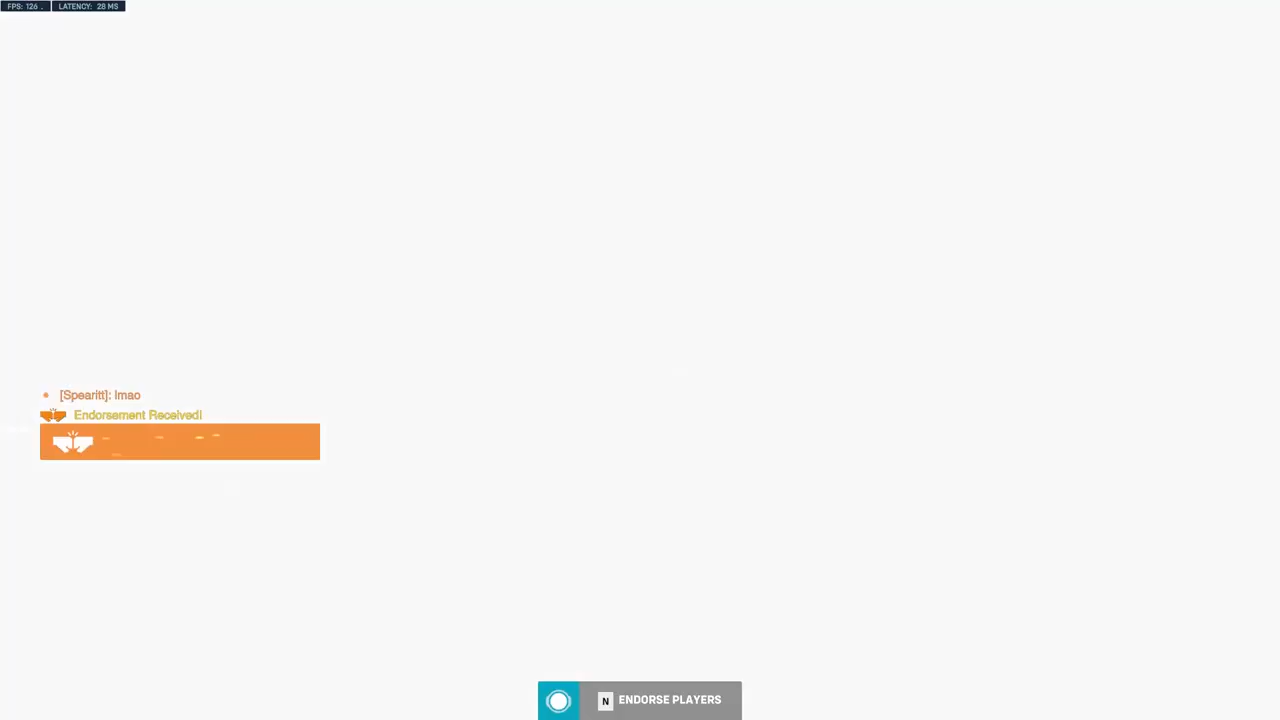 FPS: 126 .
LATENCY: 28 MS
[Spearitt]: lmao
Endorsement Received!
N ENDORSE PLAYERS